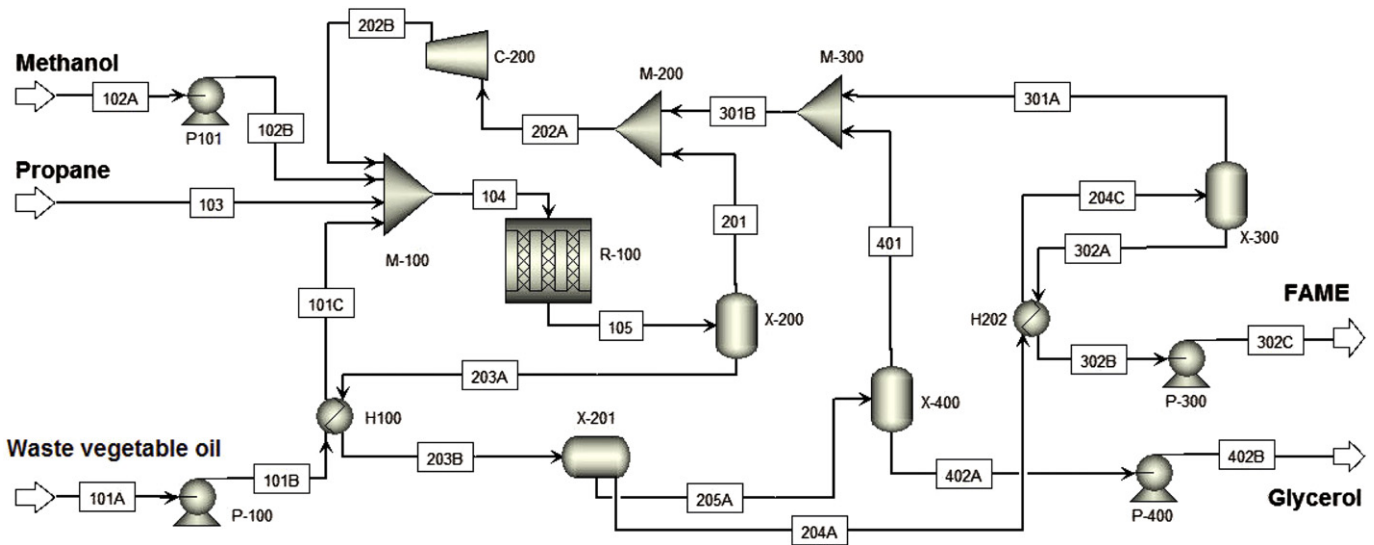 202B
C-200
M-300
Methanol
M-200
301A
102A
301B
202A
102B
P101
Propane
104
204C
103
201
X-300
R-100
401
302A
M-100
FAME
101C
105
X-200
H202
302C
302B
203A
P-300
X-400
H100
X-201
Waste vegetable oil
203B
402B
101B
402A
101A
205A
Glycerol
P-100
P-400
204A